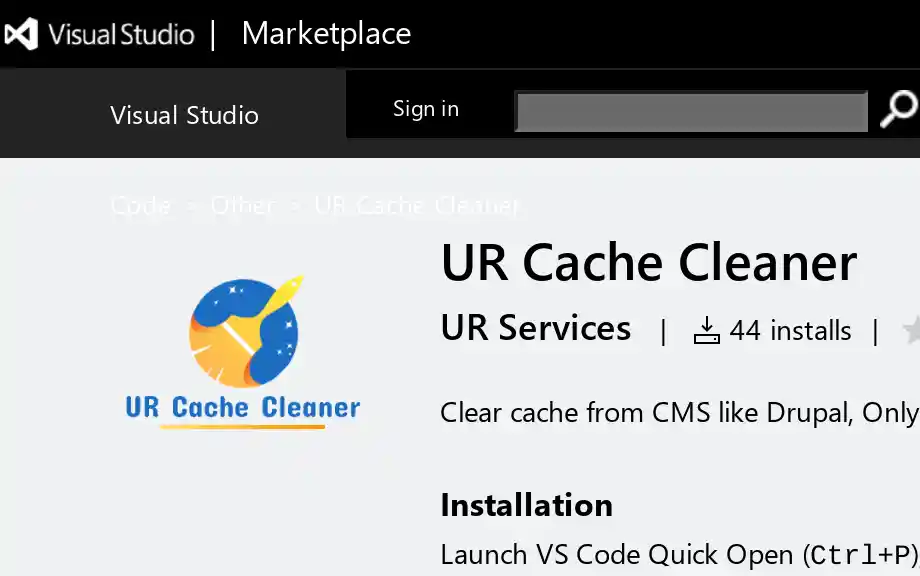 Visual Studio | Marketplace
Sign in
Visual Studio
Code > Other > UR Cache Cleaner
UR Cache Cleaner
UR Services | 44 installs |
UR Cache Cleaner
Clear cache from CMS like Drupal, Only
Installation
Launch VS Code Quick Open (Ctrl+P)